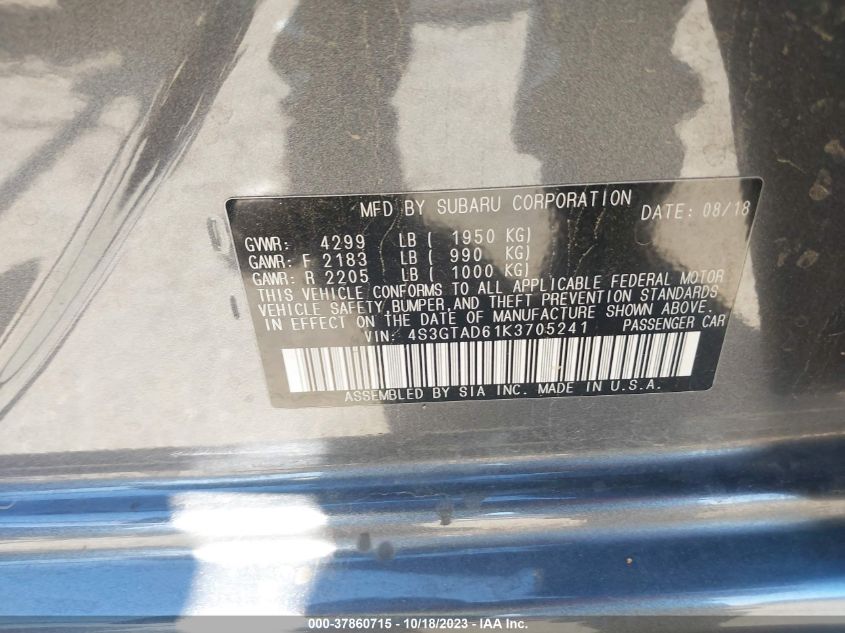 MFD BY SUBARU CORPORATION DATE: 08/18
GVWR: 4299 LB ( 1950 KG)
GAWR: F 2183 LB ( 990 KG)
GAWR: R 2205 LB ( 1000 KG)
THIS VEHICLE CONFORMS TO ALL APPLICABLE FEDERAL MOTOR
VEHICLE SAFETY, BUMPER, AND THEFT PREVENTION STANDARDS
IN EFFECT ON THE DATE OF MANUFACTURE SHOWN ABOVE.
VIN: 4S3GTAD61K3705241 PASSENGER CAR
ASSEMBLED BY SIA INC. MADE IN U.S.A.
000-37860715 - 10/18/2023 - IAA Inc.